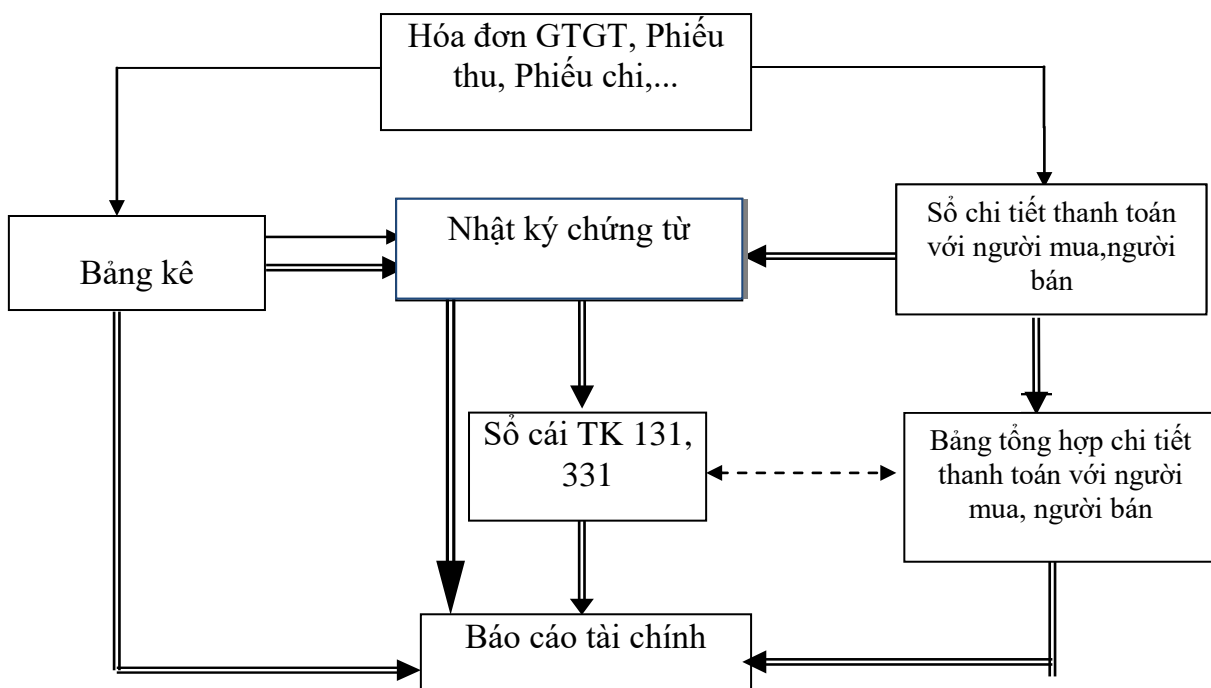 Hóa đơn GTGT, Phiếu
thu, Phiếu chi,...
Bảng kê
Nhật ký chứng từ
Sổ chi tiết thanh toán
với người mua,người
bán
Sổ cái TK 131,
331
Bảng tổng hợp chi tiết
thanh toán với người
mua, người bán
Báo cáo tài chính